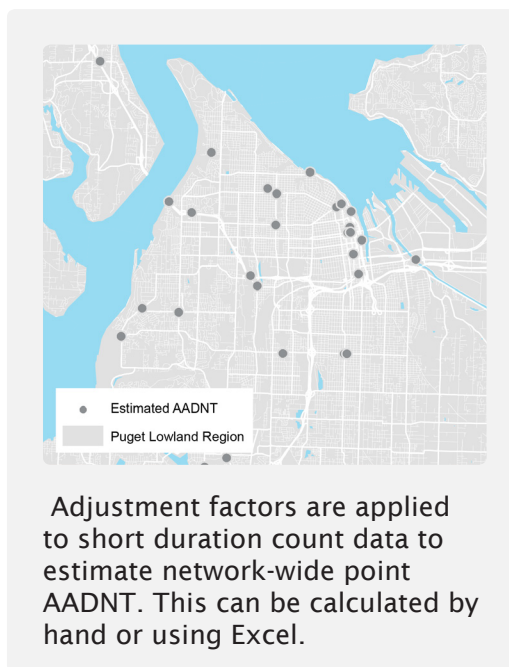 Estimated AADNT
Puget Lowland Region
Adjustment factors are applied
to short duration count data to
estimate network-wide point
AADNT. This can be calculated by
hand or using Excel.